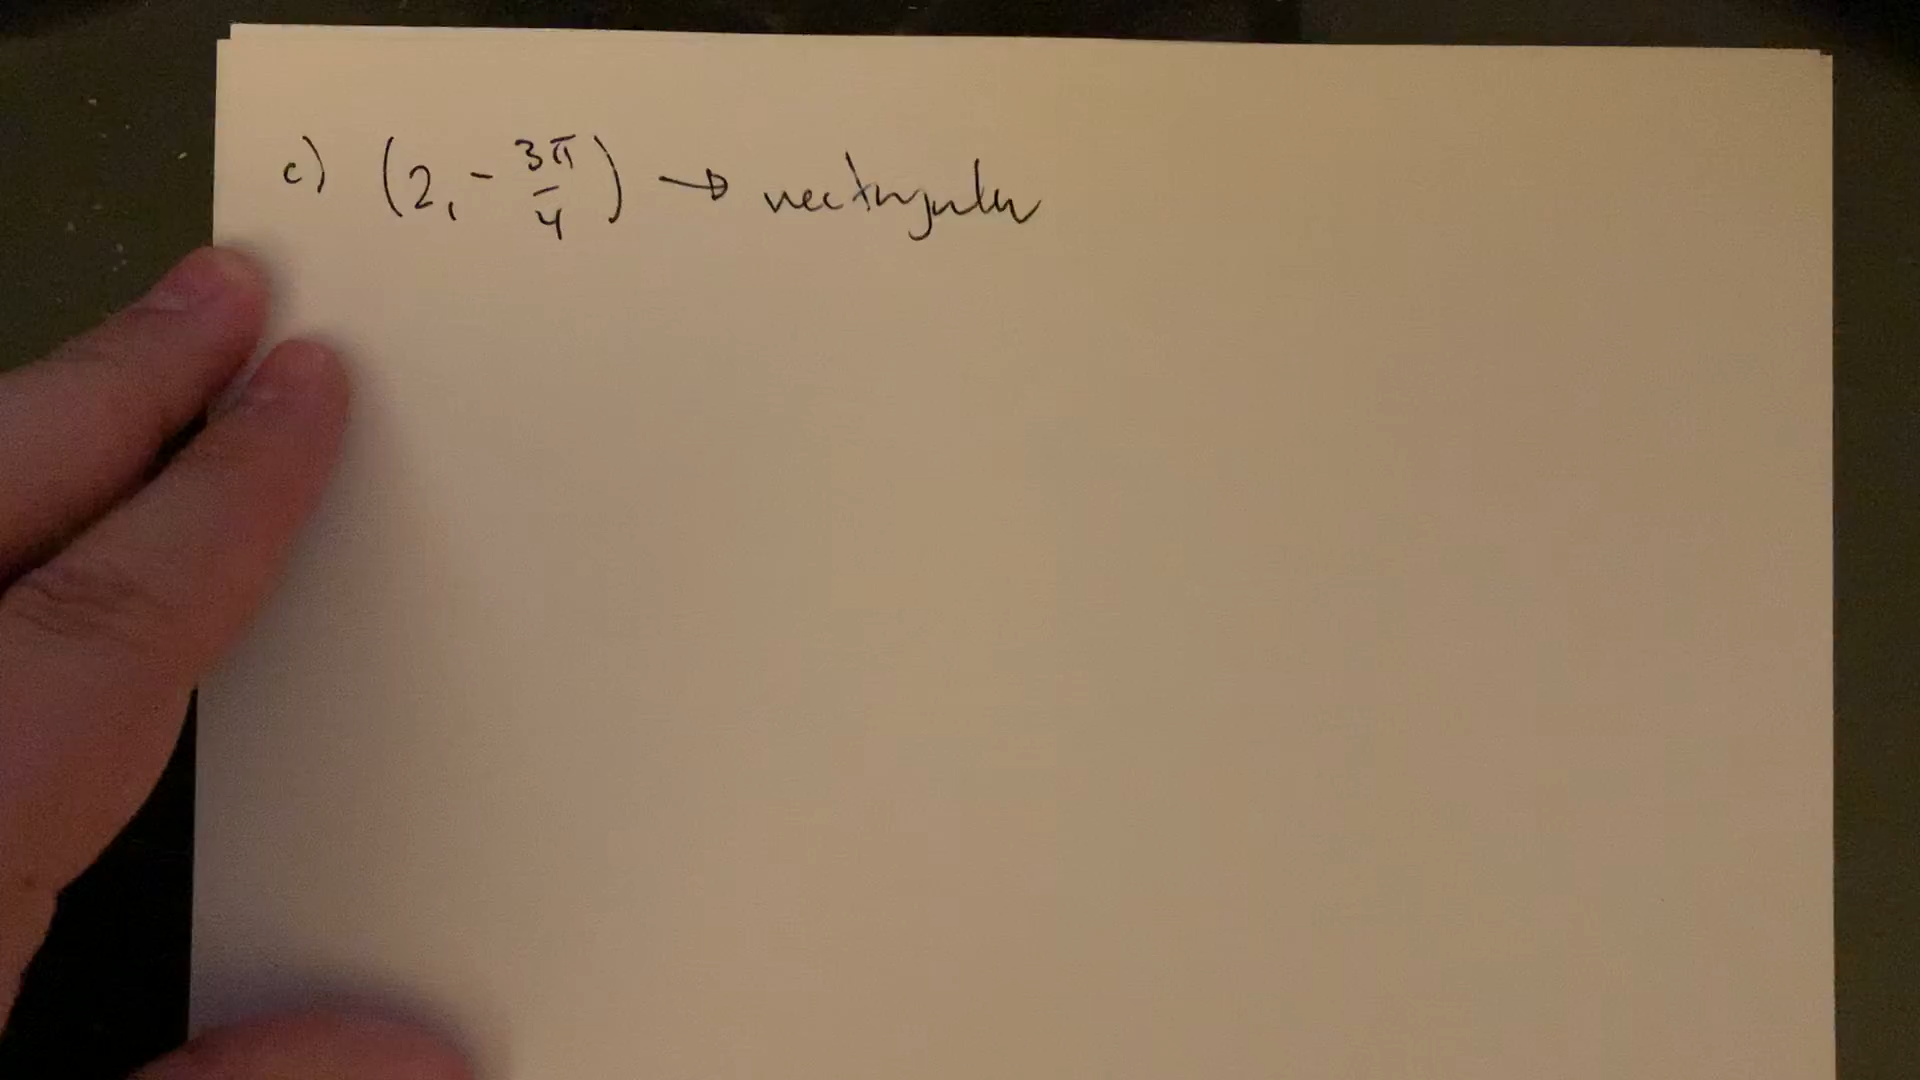 c) (2, - 3π/4) → rectangular